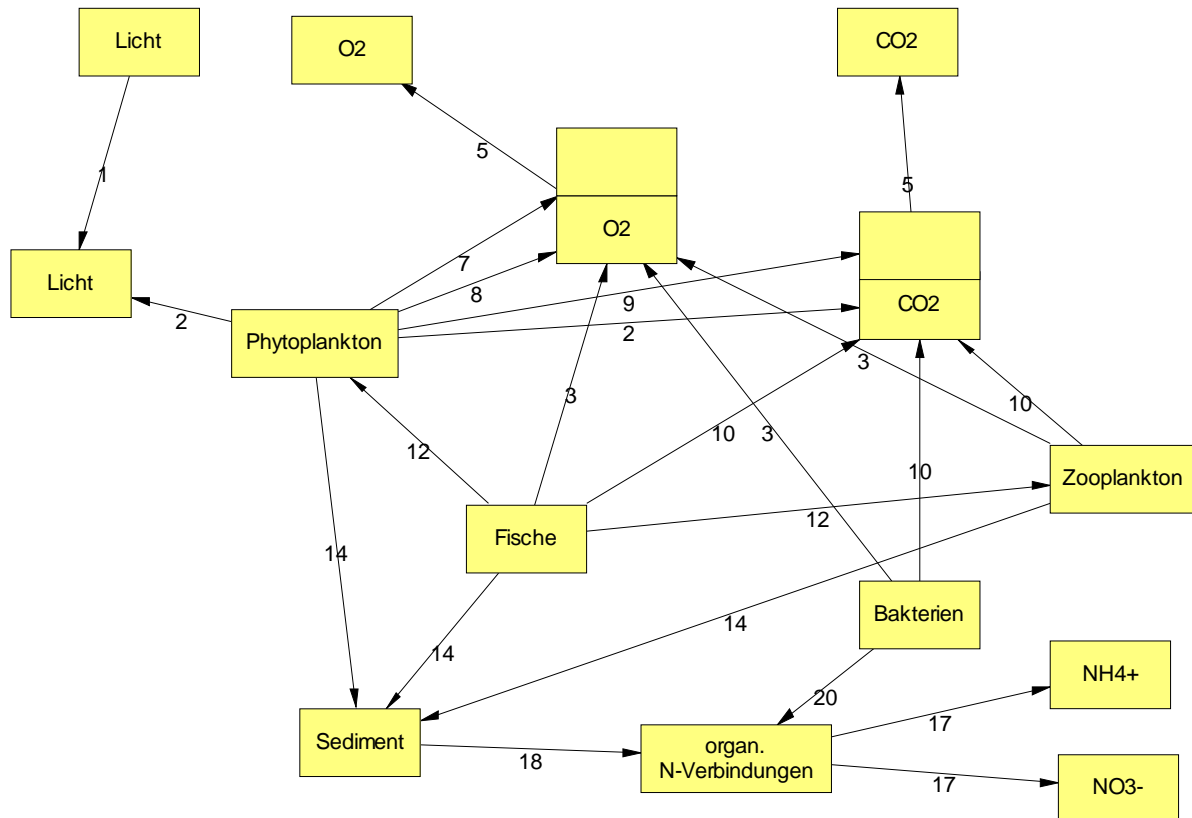 Licht
O2
CO2
5
1
5
O2
7
Licht
8
9
CO2
2
2
Phytoplankton
3
3
10
12
10
3
10
Zooplankton
12
Fische
14
Bakterien
14
14
NH4+
20
17
Sediment
18
organ.
N-Verbindungen
17
NO3-